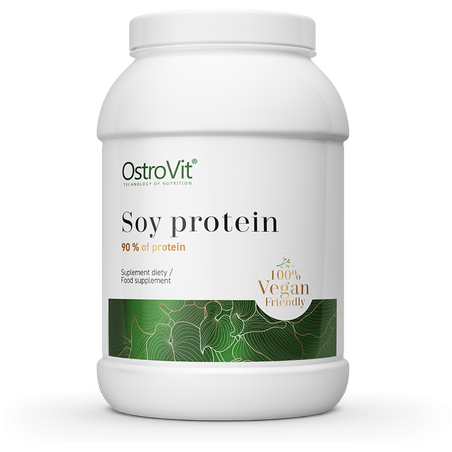 OstroVit®
TECHNOLOGY OF NUTRITION
Soy protein
90 % of protein
Suplement diety /
Food supplement
100%
Vegan
Friendly